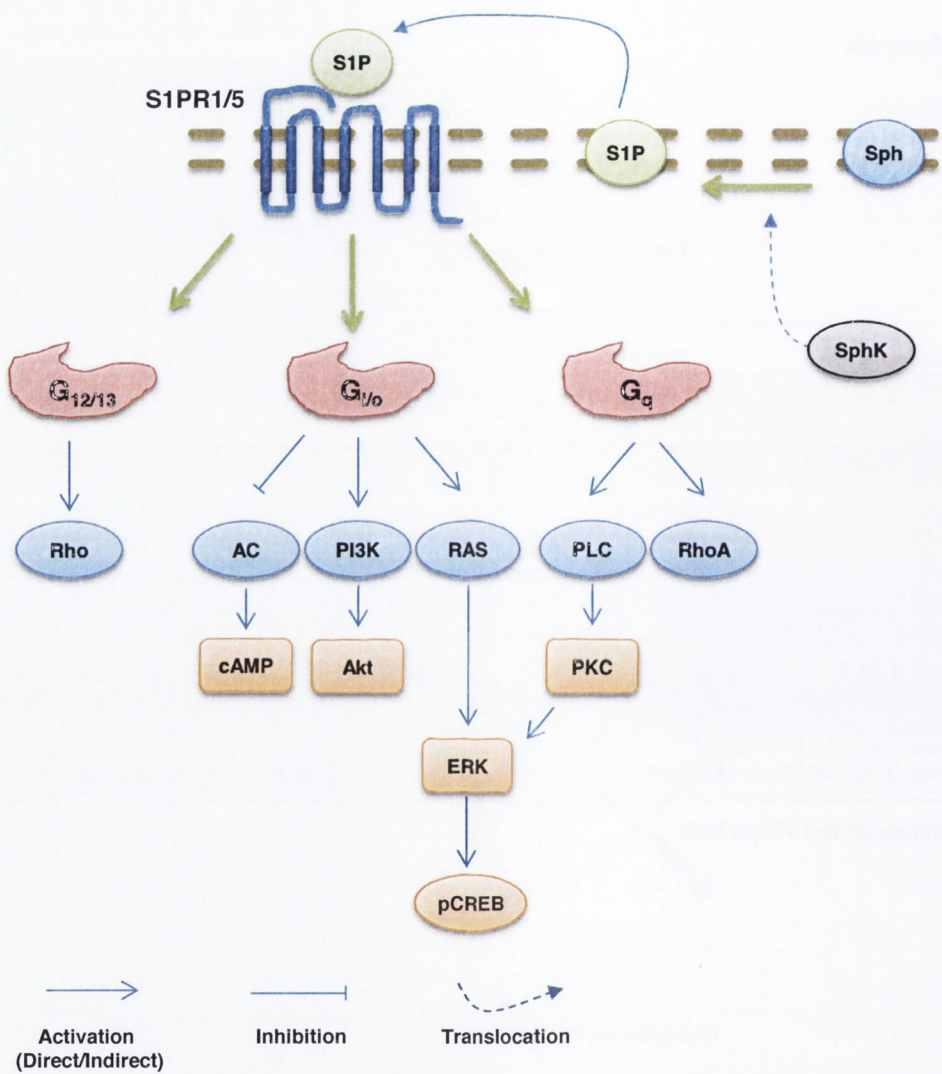 S1P
S1PR1/5
S1P
Sph
SphK
G12/13
Gi/o
Gq
Rho
AC
PI3K
RAS
PLC
RhoA
cAMP
Akt
PKC
ERK
pCREB
Activation
(Direct/Indirect)
Inhibition
Translocation